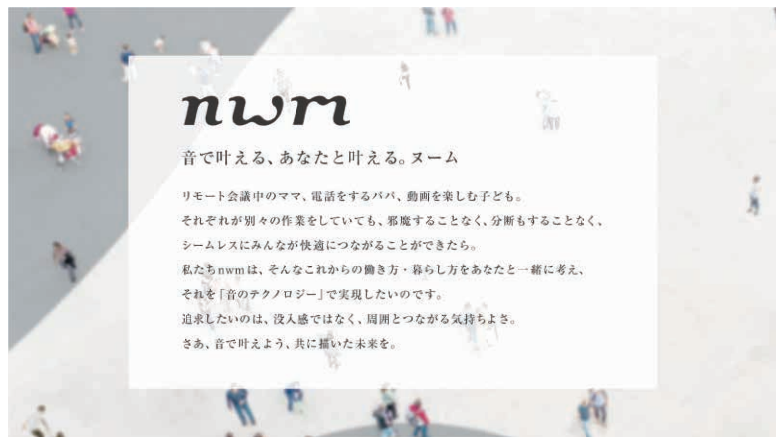 nwm
音で叶える、あなたと叶える。ヌーム
リモート会議中のママ、電話をするパパ、動画を楽しむ子ども。
それぞれが別々の作業をしていても、邪魔することなく、分断もすることなく、
シームレスにみんなが快適につながることができたら。
私たちnwmは、そんなこれからの働き方・暮らし方をあなたと一緒に考え、
それを「音のテクノロジー」で実現したいのです。
追求したいのは、没入感ではなく、周囲とつながる気持ちよさ。
さあ、音で叶えよう、共に描いた未来を。